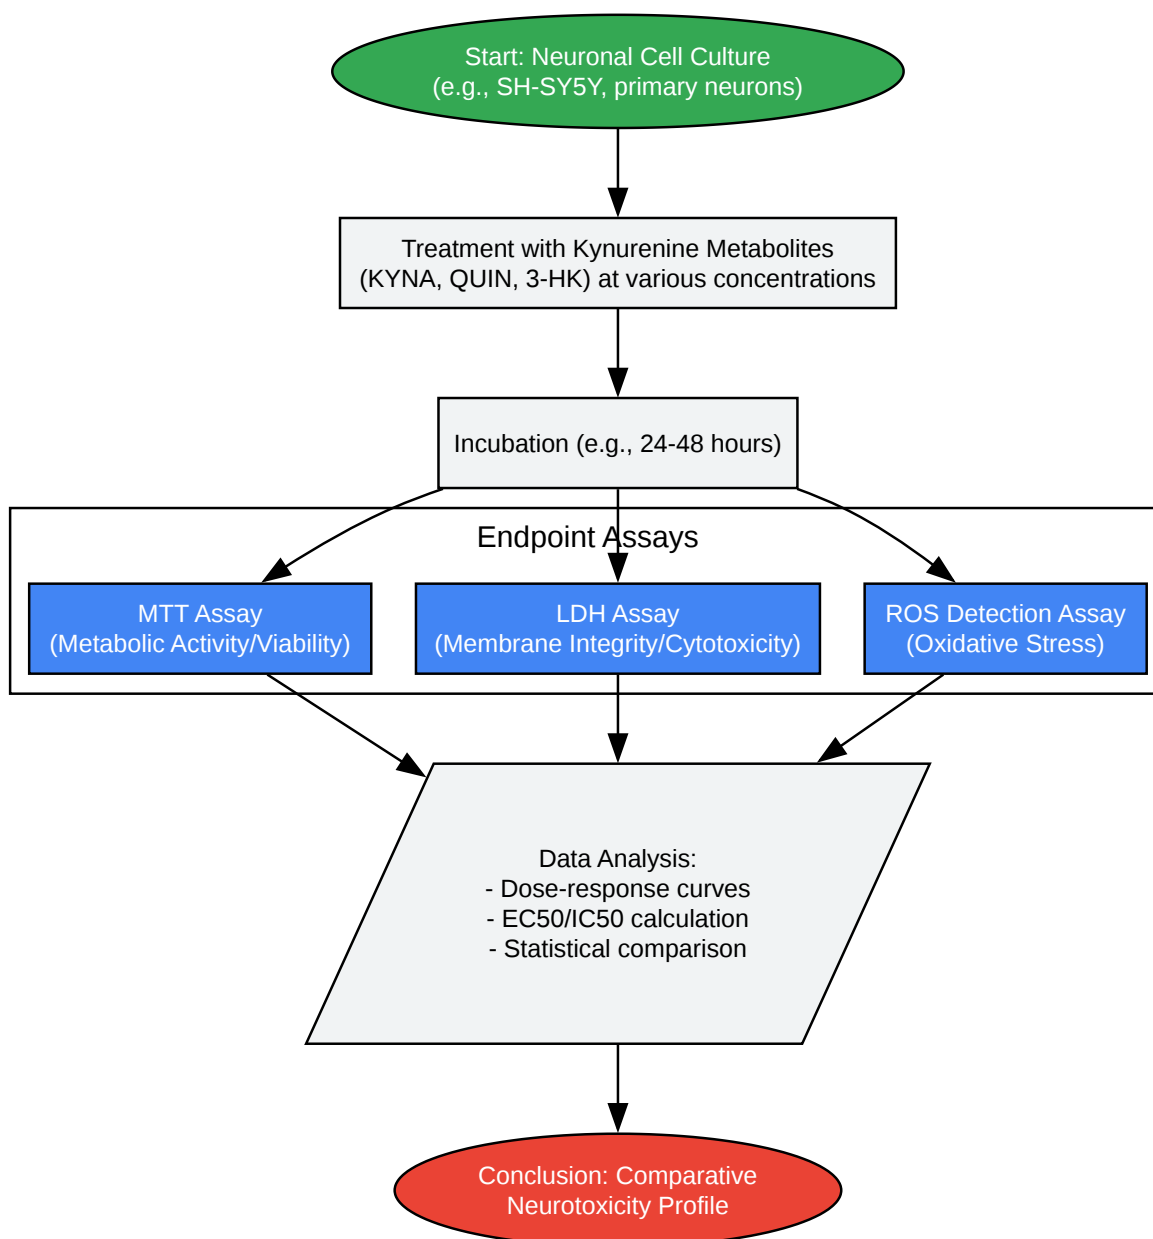 Start: Neuronal Cell Culture
(e.g., SH-SY5Y, primary neurons)
Treatment with Kynurenine Metabolites
(KYNA, QUIN, 3-HK) at various concentrations
Incubation (e.g., 24-48 hours)
Endpoint Assays
MTT Assay
(Metabolic Activity/Viability)
LDH Assay
(Membrane Integrity/Cytotoxicity)
ROS Detection Assay
(Oxidative Stress)
Data Analysis:
- Dose-response curves
- EC50/IC50 calculation
- Statistical comparison
Conclusion: Comparative
Neurotoxicity Profile